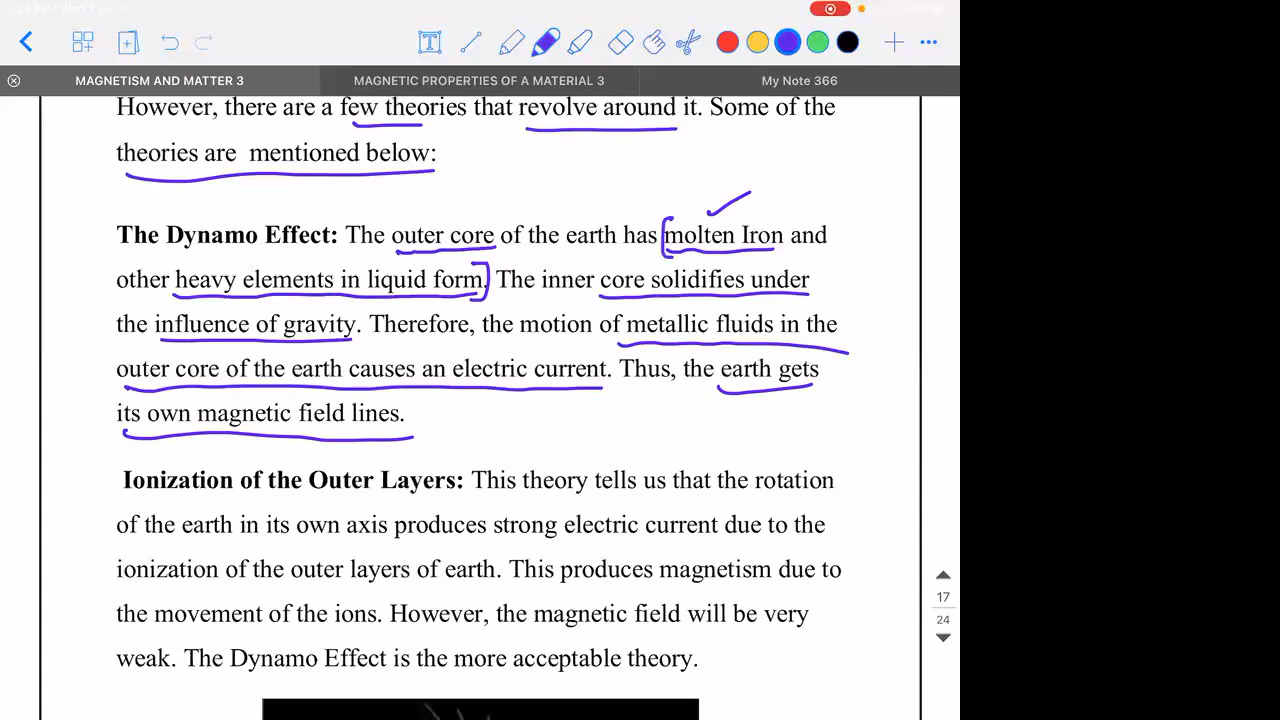 MAGNETISM AND MATTER 3
MAGNETIC PROPERTIES OF A MATERIAL 3
My Note 366
However, there are a few theories that revolve around it. Some of the
theories are mentioned below:
The Dynamo Effect: The outer core of the earth has molten Iron and
other heavy elements in liquid form. The inner core solidifies under
the influence of gravity. Therefore, the motion of metallic fluids in the
outer core of the earth causes an electric current. Thus, the earth gets
its own magnetic field lines.
Ionization of the Outer Layers: This theory tells us that the rotation
of the earth in its own axis produces strong electric current due to the
ionization of the outer layers of earth. This produces magnetism due to
the movement of the ions. However, the magnetic field will be very
weak. The Dynamo Effect is the more acceptable theory.
17
24